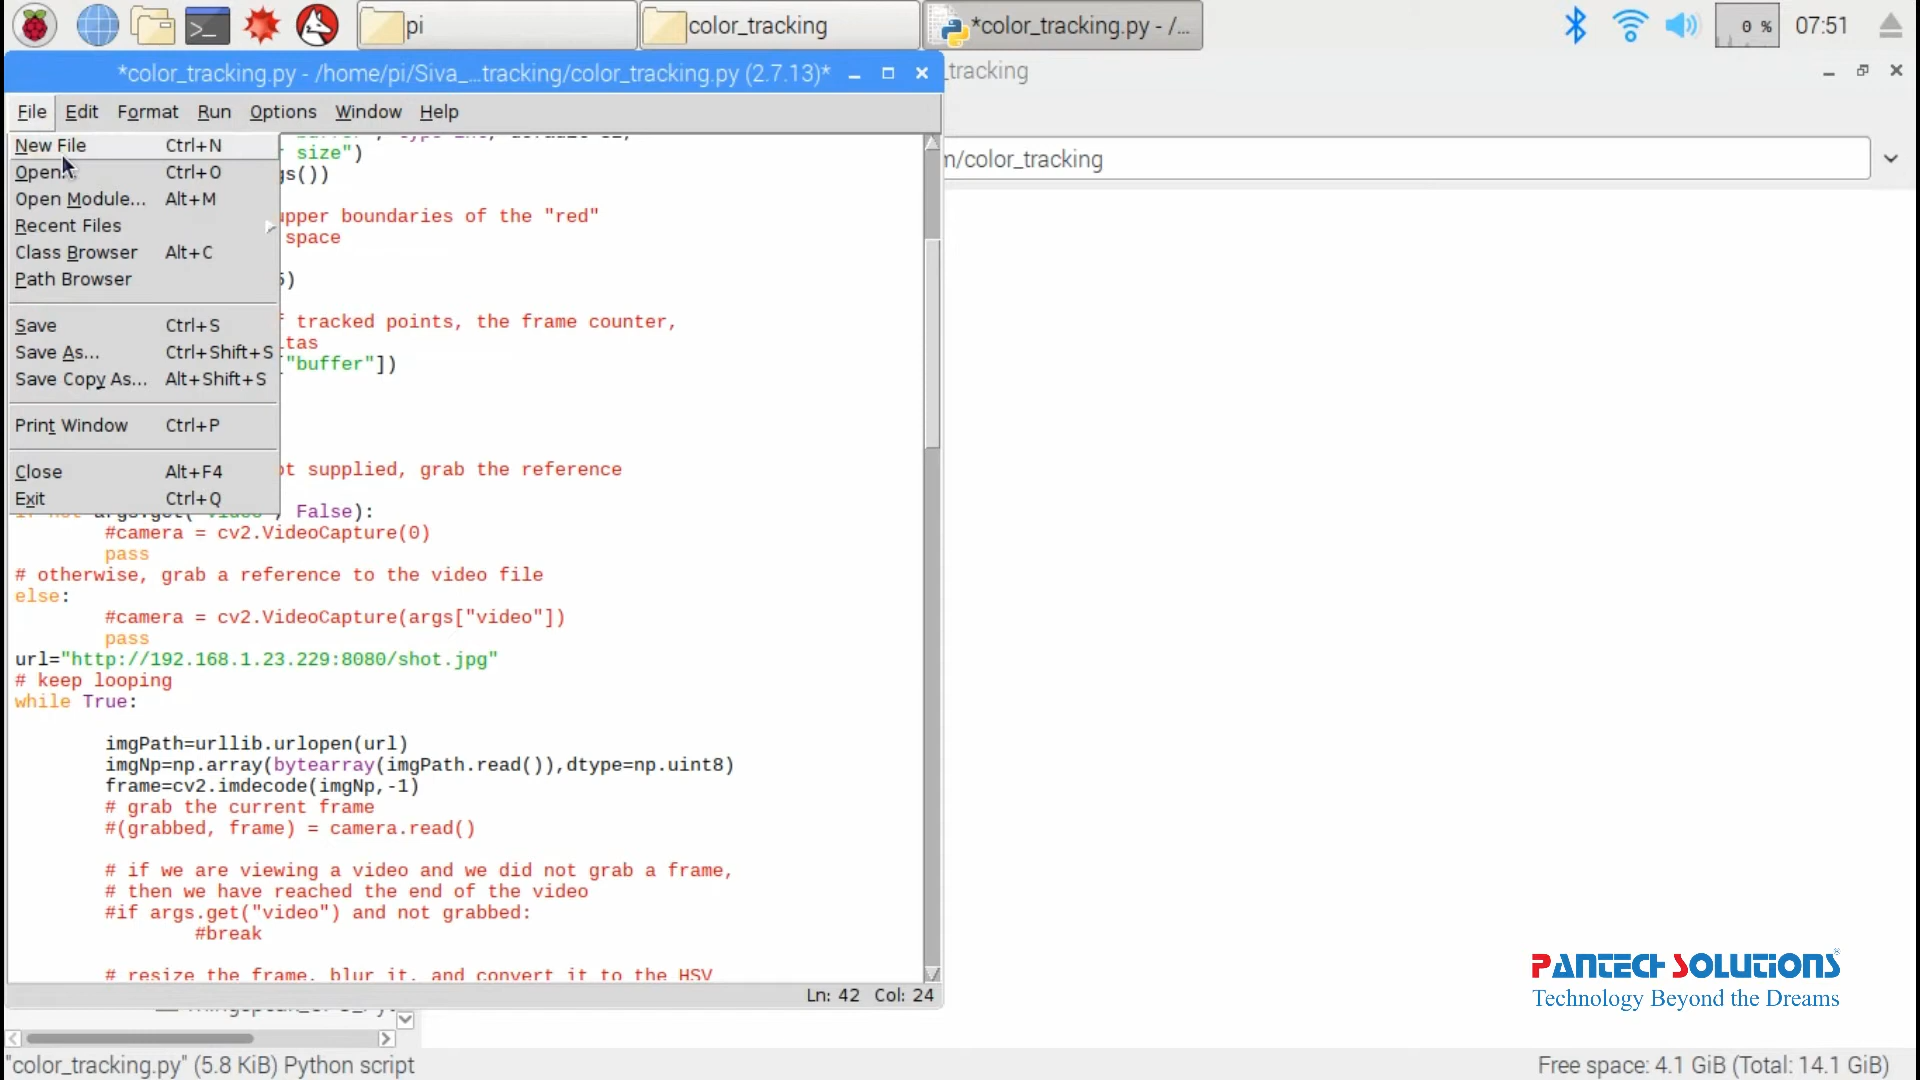 pi
color_tracking
*color_tracking.py - /...
0 %
07:51
*color_tracking.py - /home/pi/Siva_...tracking/color_tracking.py (2.7.13)*
tracking
File Edit Format Run Options Window Help
New File Ctrl+N
Open Ctrl+O
Open Module... Alt+M
Recent Files
Class Browser Alt+C
Path Browser
Save Ctrl+S
Save As... Ctrl+Shift+S
Save Copy As... Alt+Shift+S
Print Window Ctrl+P
Close Alt+F4
Exit Ctrl+Q
/color_tracking
size")
gs())
upper boundaries of the "red"
space
)
tracked points, the frame counter,
tas
"buffer"])
ot supplied, grab the reference
False):
#camera = cv2.VideoCapture(0)
pass
# otherwise, grab a reference to the video file
else:
#camera = cv2.VideoCapture(args["video"])
pass
url="http://192.168.1.23.229:8080/shot.jpg"
# keep looping
while True:
imgPath=urllib.urlopen(url)
imgNp=np.array(bytearray(imgPath.read()),dtype=np.uint8)
frame=cv2.imdecode(imgNp,-1)
# grab the current frame
#(grabbed, frame) = camera.read()
# if we are viewing a video and we did not grab a frame,
# then we have reached the end of the video
#if args.get("video") and not grabbed:
#break
# resize the frame, blur it, and convert it to the HSV
Ln: 42 Col: 24
PANTECH SOLUTIONS
Technology Beyond the Dreams
"color_tracking.py" (5.8 KiB) Python script
Free space: 4.1 GiB (Total: 14.1 GiB)